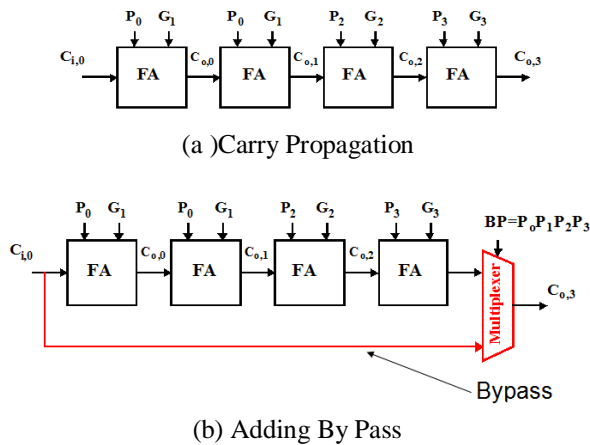 P0 G1 P0 G1 P2 G2 P3 G3
Ci,0 FA Co,0 FA Co,1 FA Co,2 FA Co,3
(a )Carry Propagation
P0 G1 P0 G1 P2 G2 P3 G3 BP=PoP1P2P3
Ci,0 FA Co,0 FA Co,1 FA Co,2 FA Multiplexer Co,3
Bypass
(b) Adding By Pass